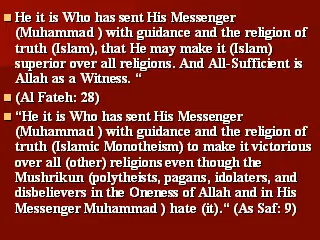 He it is Who has sent His Messenger
(Muhammad ) with guidance and the religion of
truth (Islam), that He may make it (Islam)
superior over all religions. And All-Sufficient is
Allah as a Witness. “
(Al Fateh: 28)
“He it is Who has sent His Messenger
(Muhammad ) with guidance and the religion of
truth (Islamic Monotheism) to make it victorious
over all (other) religions even though the
Mushrikun (polytheists, pagans, idolaters, and
disbelievers in the Oneness of Allah and in His
Messenger Muhammad ) hate (it).“ (As Saf: 9)